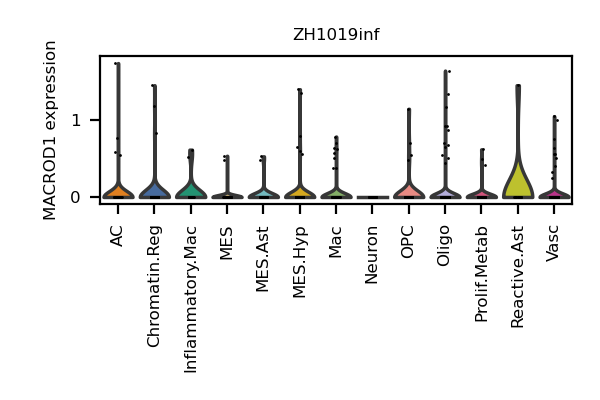 ZH1019inf
MACROD1 expression
1
0
AC
Chromatin.Reg
Inflammatory.Mac
MES
MES.Ast
MES.Hyp
Mac
Neuron
OPC
Oligo
Prolif.Metab
Reactive.Ast
Vasc